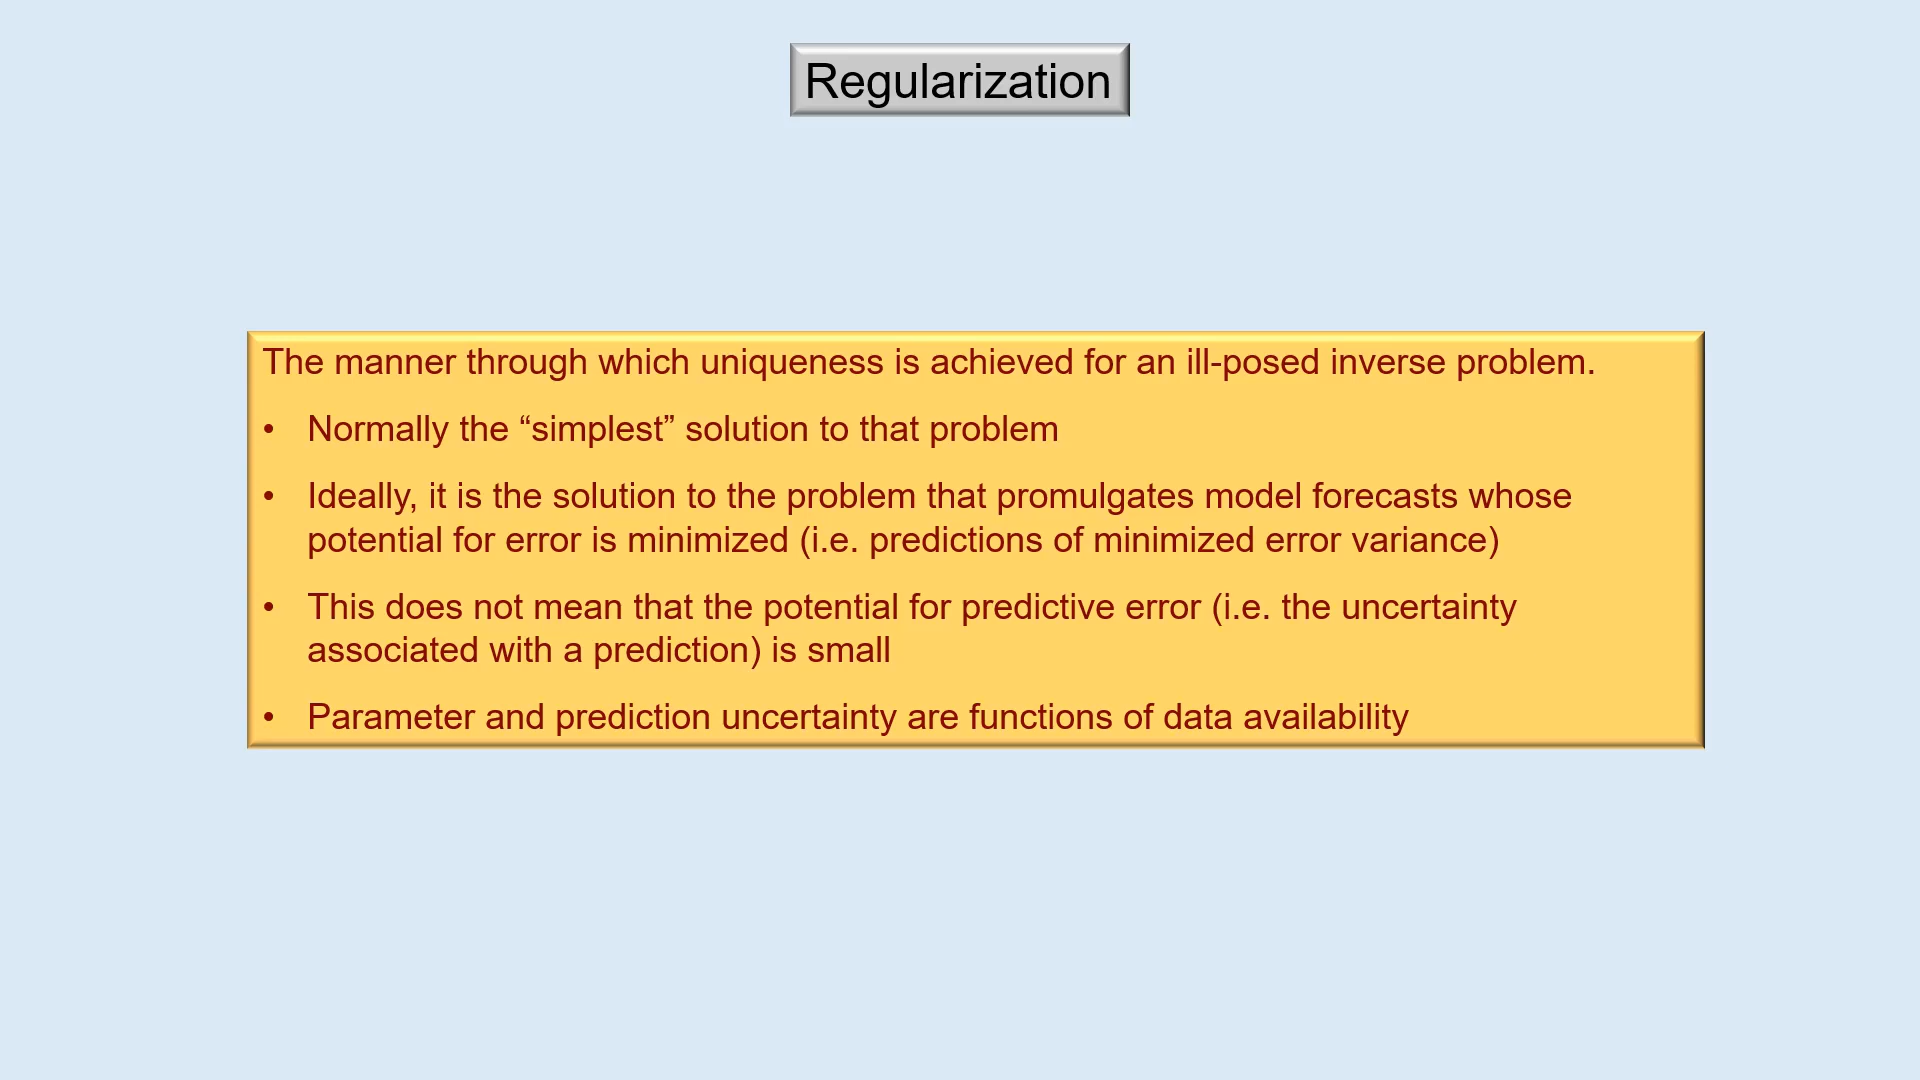 Regularization
The manner through which uniqueness is achieved for an ill-posed inverse problem.
• Normally the “simplest” solution to that problem
• Ideally, it is the solution to the problem that promulgates model forecasts whose
potential for error is minimized (i.e. predictions of minimized error variance)
• This does not mean that the potential for predictive error (i.e. the uncertainty
associated with a prediction) is small
• Parameter and prediction uncertainty are functions of data availability